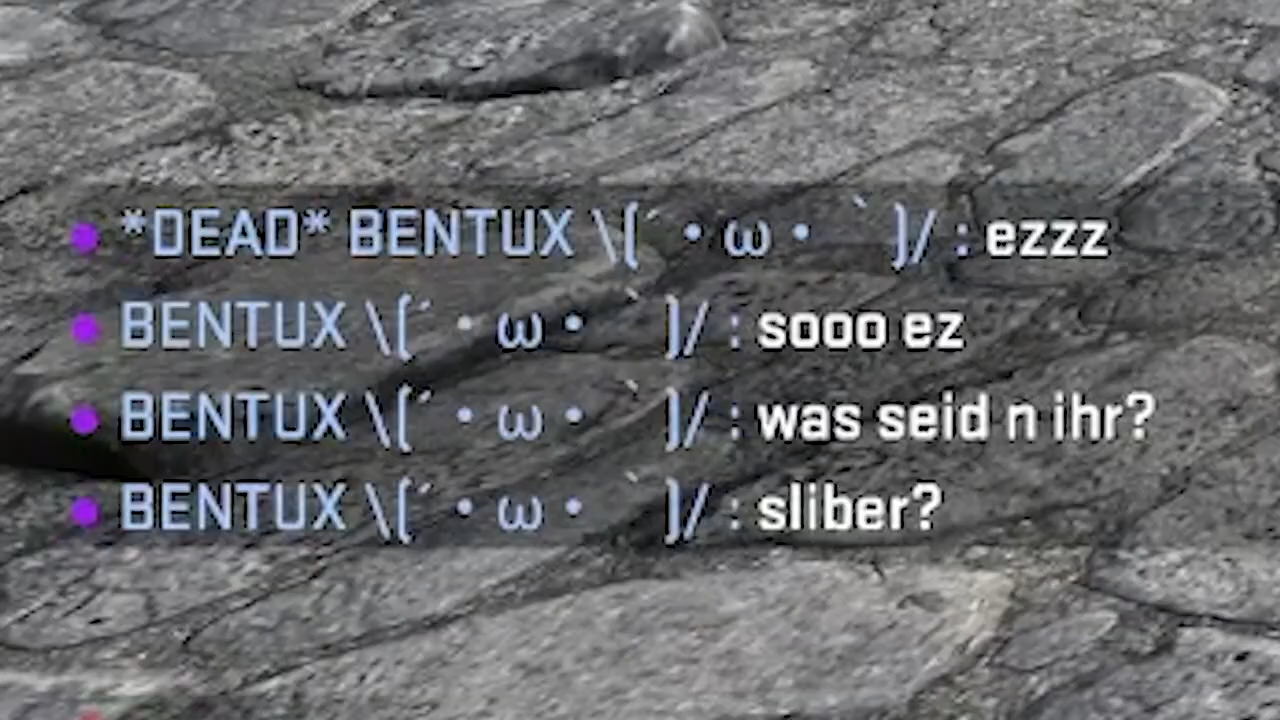 *DEAD* BENTUX \(´ • ω • ` )/ : ezzz
BENTUX \(´ • ω • ` )/ : sooo ez
BENTUX \(´ • ω • ` )/ : was seid n ihr?
BENTUX \(´ • ω • ` )/ : sliber?